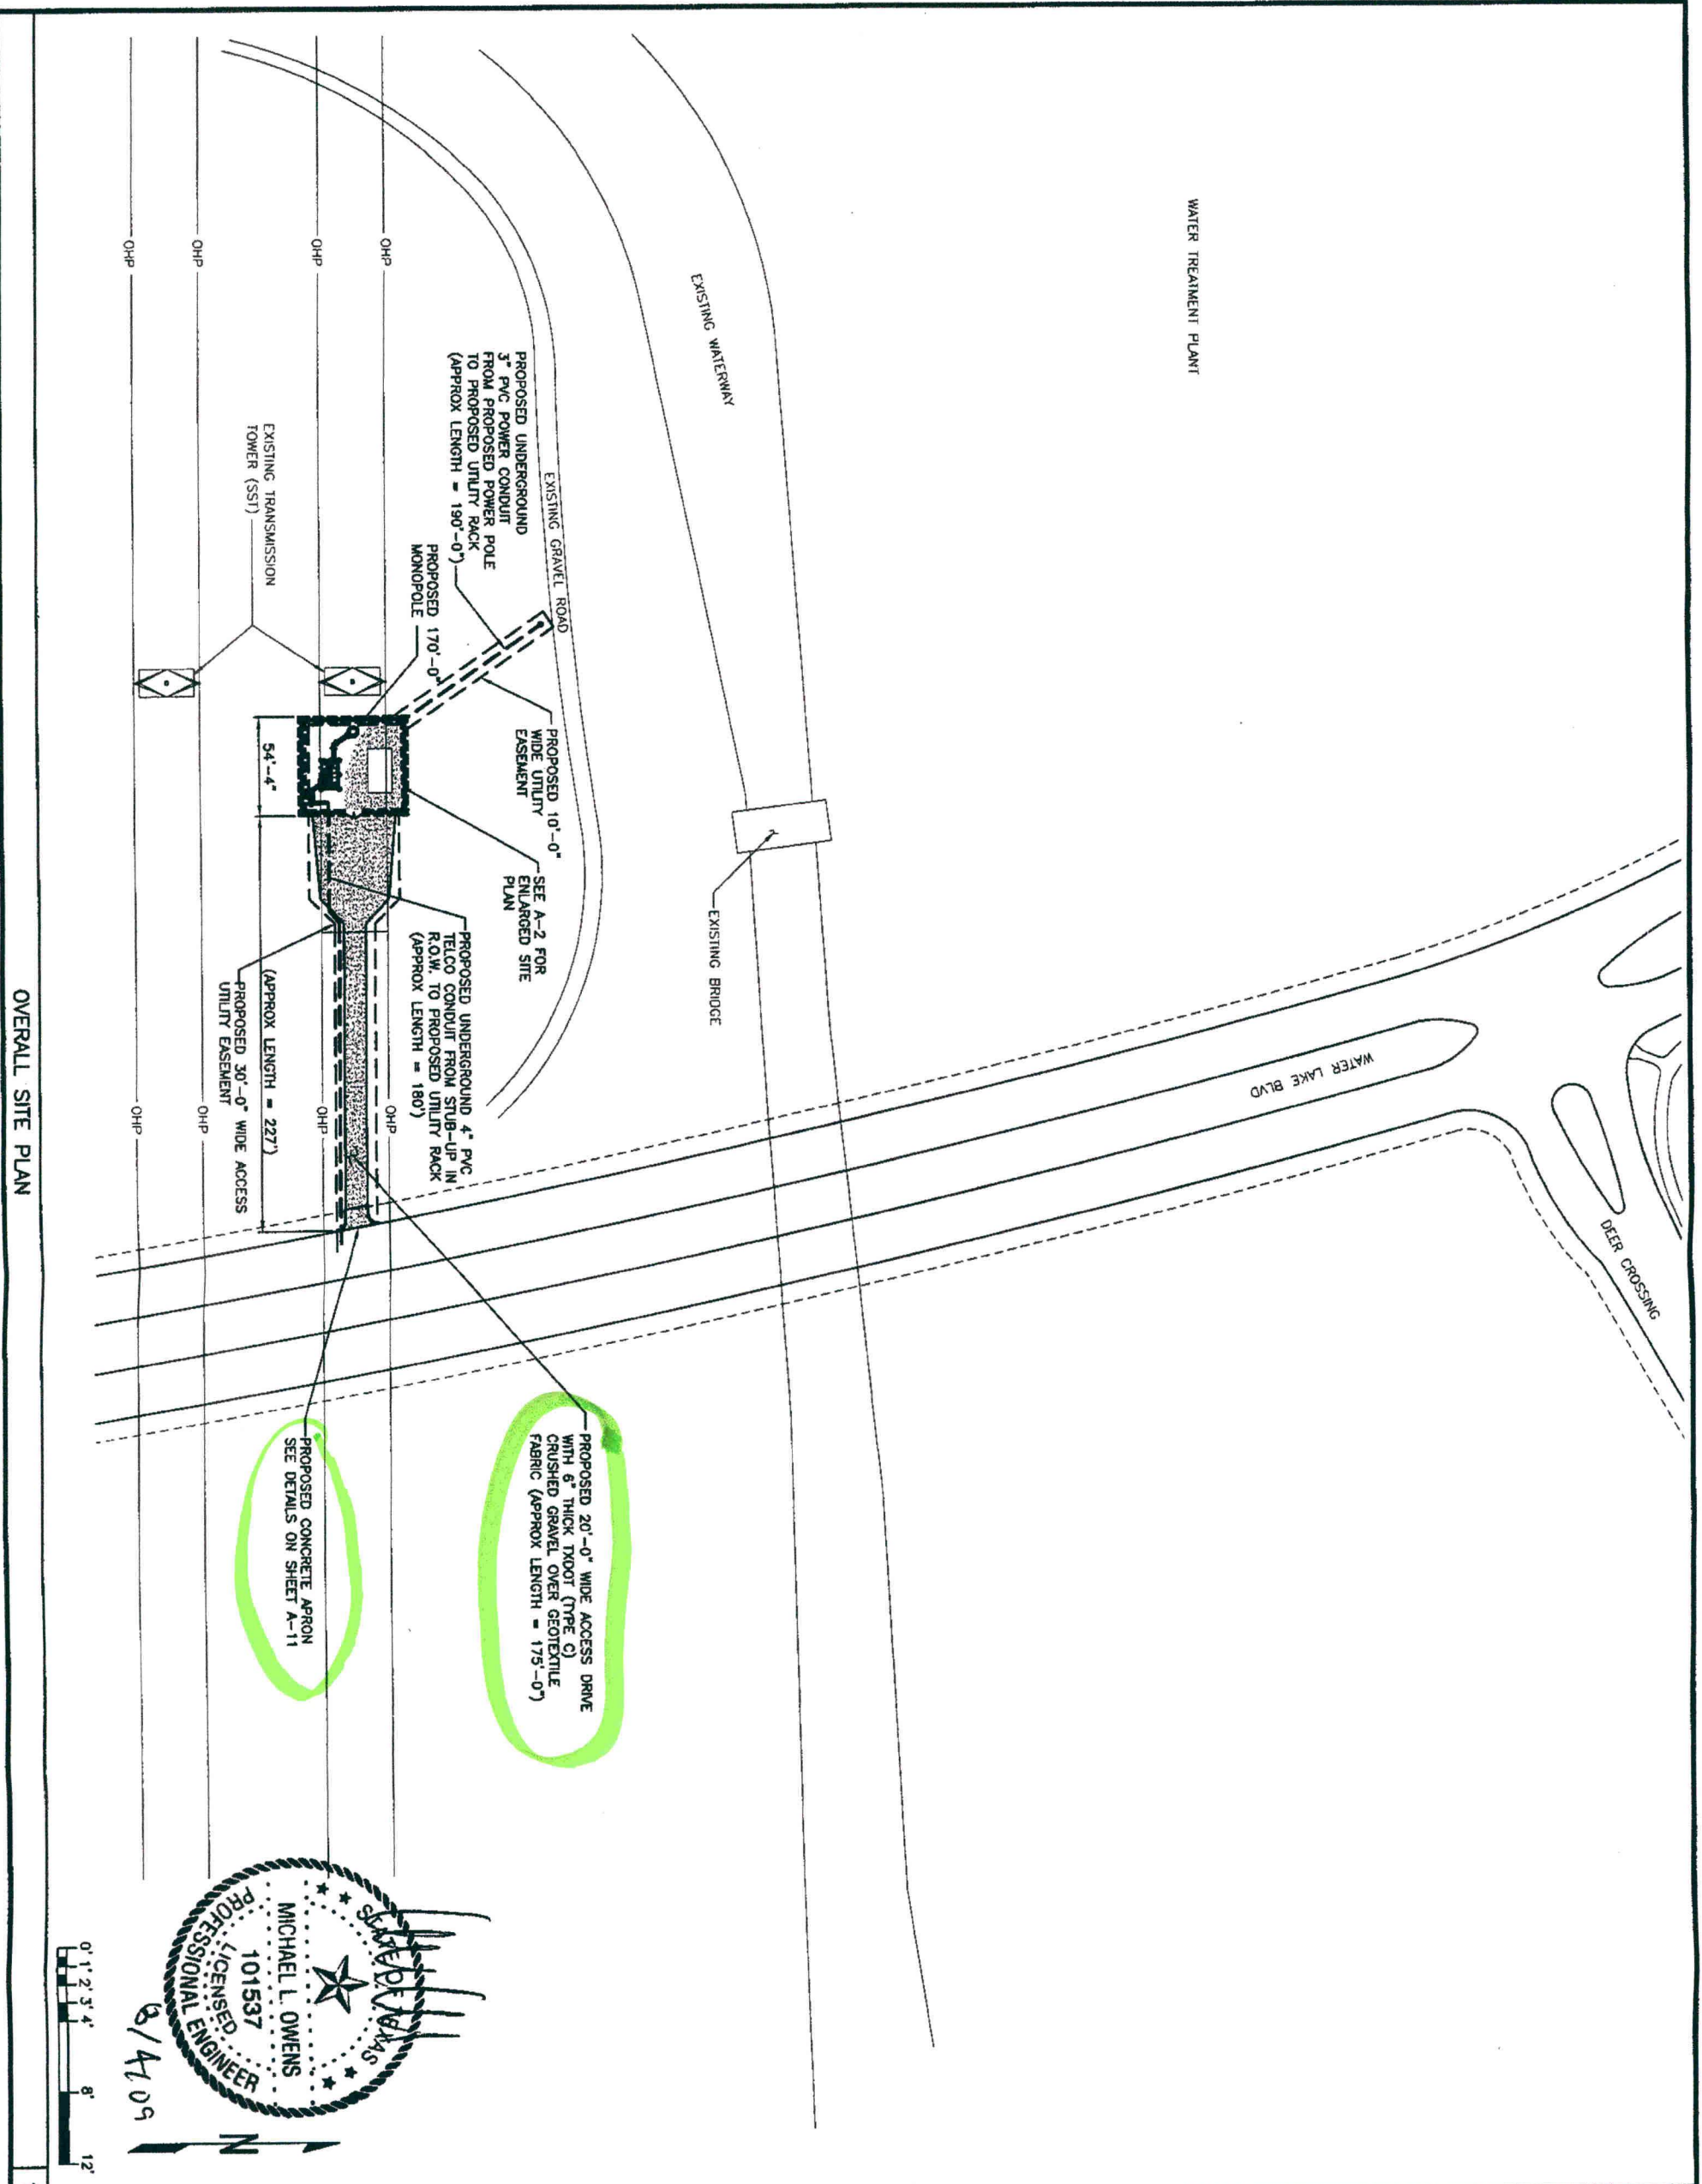 WATER TREATMENT PLANT
EXISTING WATERWAY
EXISTING GRAVEL ROAD
EXISTING BRIDGE
WATER LAKE BLVD
DEER CROSSING
PROPOSED UNDERGROUND
3" PVC POWER CONDUIT
FROM PROPOSED POWER POLE
TO PROPOSED UTILITY RACK
(APPROX LENGTH = 190'-0")
PROPOSED 170'-0"
MONOPOLE
PROPOSED 10'-0"
WIDE UTILITY
EASEMENT
SEE A-2 FOR
ENLARGED SITE
PLAN
PROPOSED UNDERGROUND 4" PVC
TELCO CONDUIT FROM STUB-UP IN
R.O.W. TO PROPOSED UTILITY RACK
(APPROX LENGTH = 180')
PROPOSED 20'-0" WIDE ACCESS DRIVE
WITH 6" THICK TXDOT (TYPE C)
CRUSHED GRAVEL OVER GEOTEXTILE
FABRIC (APPROX LENGTH = 175'-0")
PROPOSED CONCRETE APRON
SEE DETAILS ON SHEET A-11
EXISTING TRANSMISSION
TOWER (SST)
54'-4"
(APPROX LENGTH = 227')
PROPOSED 30'-0" WIDE ACCESS
UTILITY EASEMENT
OHP
OHP
OHP
OHP
OHP
OHP
OHP
OHP
STATE OF TEXAS
MICHAEL L. OWENS
101537
LICENSED
PROFESSIONAL ENGINEER
N
0' 1' 2' 3' 4' 8' 12'
OVERALL SITE PLAN